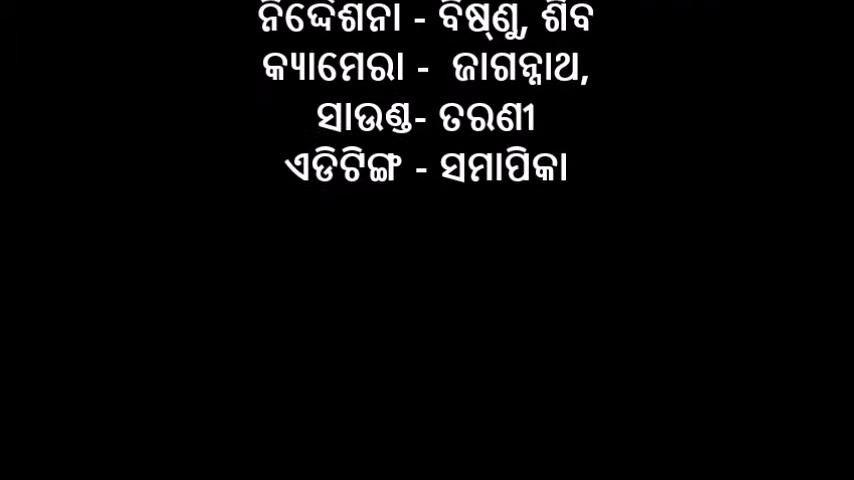 ନିର୍ଦ୍ଦେଶନା - ବିଷ୍ଣୁ, ଶିବ
କ୍ୟାମେରା - ଜାଗନ୍ନାଥ,
ସାଉଣ୍ଡ- ତରଣୀ
ଏଡିଟିଙ୍ଗ - ସମାପିକା